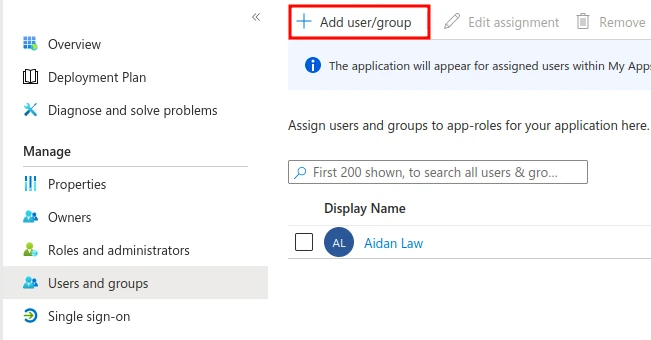 «
Overview
Deployment Plan
Diagnose and solve problems
Manage
Properties
Owners
Roles and administrators
Users and groups
Single sign-on
Add user/group Edit assignment Remove
The application will appear for assigned users within My Apps
Assign users and groups to app-roles for your application here.
First 200 shown, to search all users & gro...
Display Name
AL Aidan Law